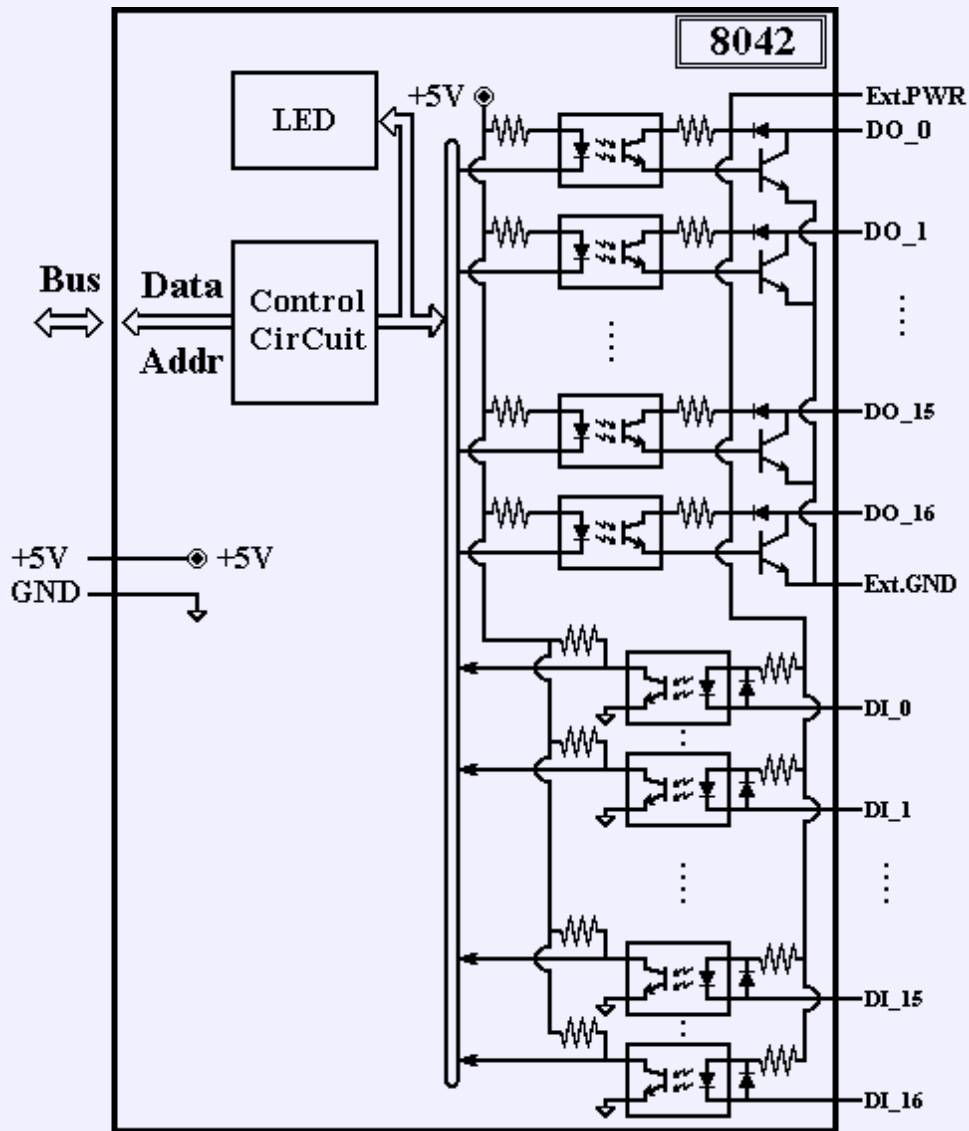 8042
LED
+5V
Ext.PWR
DO_0
DO_1
Bus
Data
Addr
Control
CirCuit
DO_15
DO_16
+5V
+5V
GND
Ext.GND
DI_0
DI_1
DI_15
DI_16